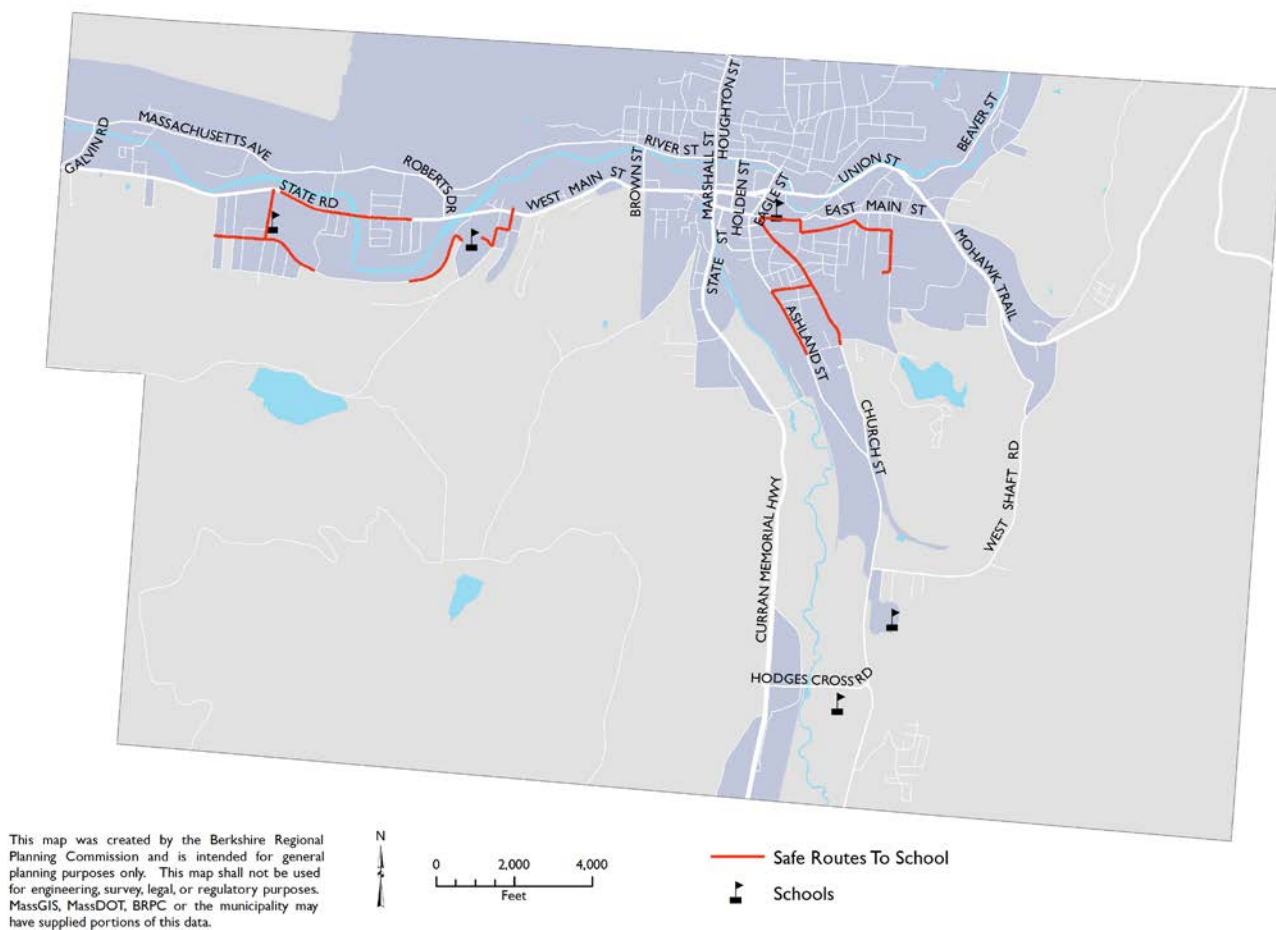 HOUGHTON ST
BEAVER ST
MASSACHUSETTS AVE
GALVIN RD
ROBERTS DR
RIVER ST
UNION ST
STATE RD
WEST MAIN ST
BROWN ST
MARSHALL ST
HOLDEN ST
EAGLE ST
EAST MAIN ST
STATE ST
MOHAWK TRAIL
ASHLAND ST
CHURCH ST
WEST SHAFT RD
CURRAN MEMORIAL HWY
HODGES CROSS RD
This map was created by the Berkshire Regional
Planning Commission and is intended for general
planning purposes only. This map shall not be used
for engineering, survey, legal, or regulatory purposes.
MassGIS, MassDOT, BRPC or the municipality may
have supplied portions of this data.
N
0 2,000 4,000
Feet
Safe Routes To School
Schools